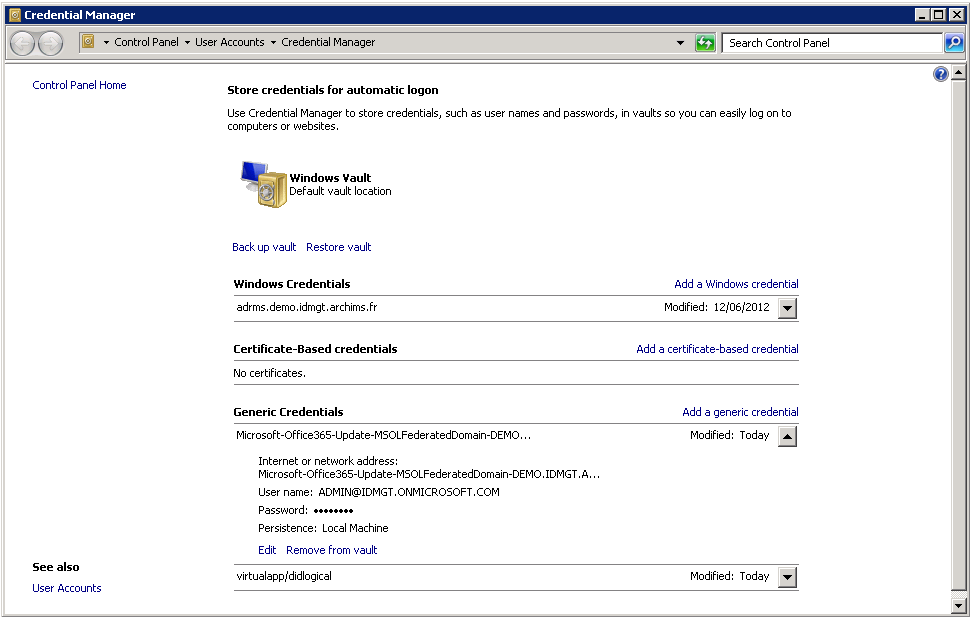 Credential Manager
Control Panel User Accounts Credential Manager Search Control Panel
Control Panel Home
Store credentials for automatic logon
Use Credential Manager to store credentials, such as user names and passwords, in vaults so you can easily log on to
computers or websites.
Windows Vault
Default vault location
Back up vault Restore vault
Windows Credentials Add a Windows credential
adrms.demo.idmgt.archims.fr Modified: 12/06/2012
Certificate-Based credentials Add a certificate-based credential
No certificates.
Generic Credentials Add a generic credential
Microsoft-Office365-Update-MSOLFederatedDomain-DEMO... Modified: Today
Internet or network address:
Microsoft-Office365-Update-MSOLFederatedDomain-DEMO.IDMGT.A...
User name: ADMIN@IDMGT.ONMICROSOFT.COM
Password: ••••••••
Persistence: Local Machine
Edit Remove from vault
virtualapp/didlogical Modified: Today
See also
User Accounts